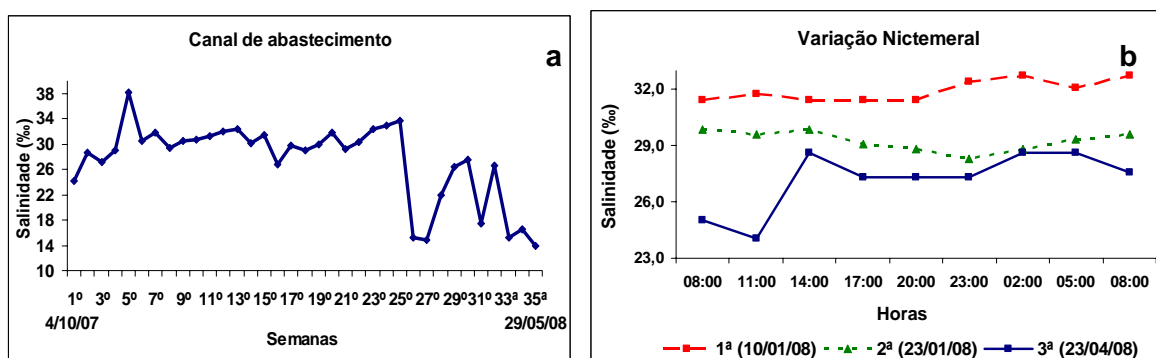 Canal de abastecimento
a
Salinidade (‰)
38
34
30
26
22
18
14
10
1º 3º 5º 7º 9º 11º 13º 15º 17º 19º 21º 23º 25º 27º 29º 31º 33ª 35ª
4/10/07
29/05/08
Semanas
Variação Nictemeral
b
Salinidade (‰)
32,0
29,0
26,0
23,0
08:00 11:00 14:00 17:00 20:00 23:00 02:00 05:00 08:00
Horas
1ª (10/01/08) 2ª (23/01/08) 3ª (23/04/08)